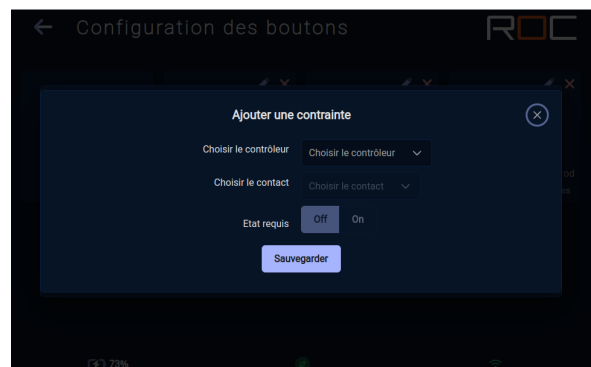 Configuration des boutons
ROC
Ajouter une contrainte
Choisir le contrôleur
Choisir le contrôleur
Choisir le contact
Choisir le contact
Etat requis
Off
On
Sauvegarder
73%